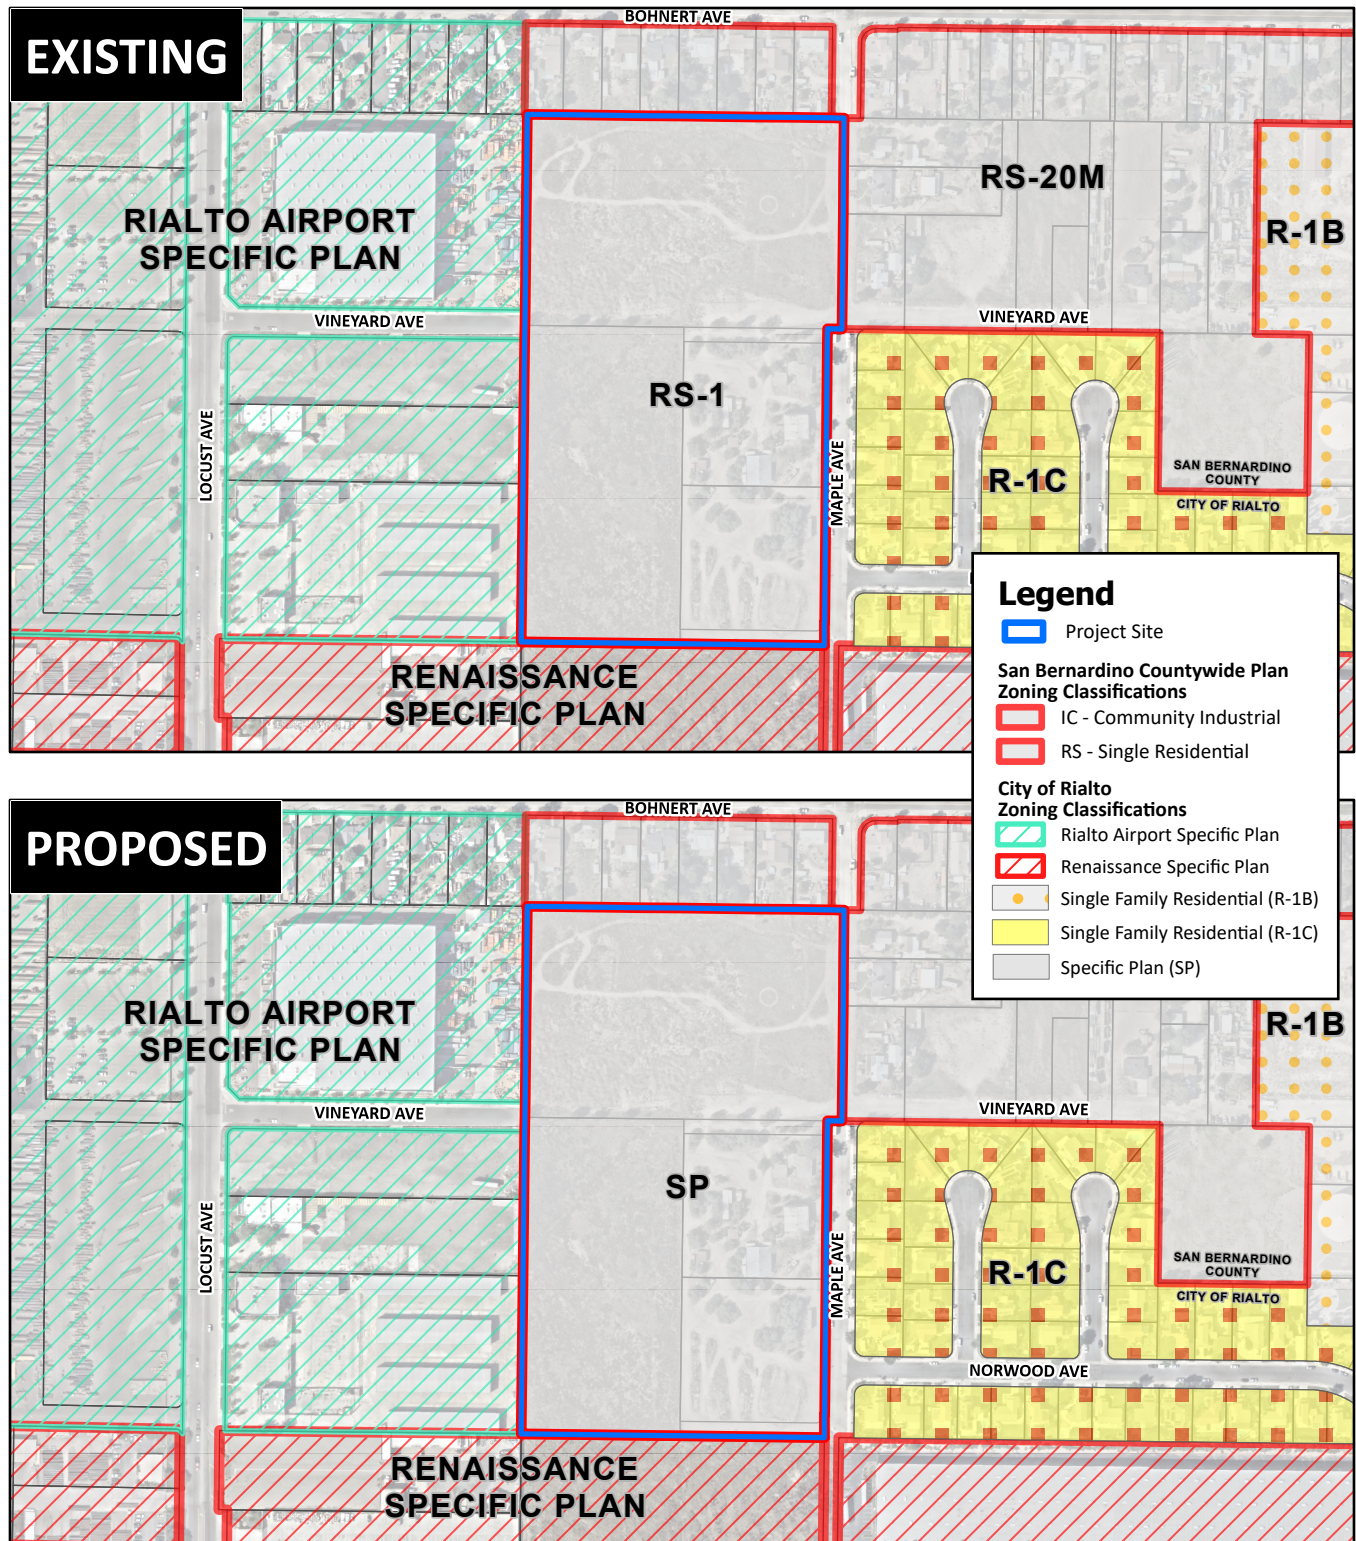 EXISTING
BOHNERT AVE
RIALTO AIRPORT
SPECIFIC PLAN
RS-20M
R-1B
VINEYARD AVE
VINEYARD AVE
RS-1
LOCUST AVE
MAPLE AVE
R-1C
SAN BERNARDINO
COUNTY
CITY OF RIALTO
RENAISSANCE
SPECIFIC PLAN
Legend
Project Site
San Bernardino Countywide Plan
Zoning Classifications
IC - Community Industrial
RS - Single Residential
City of Rialto
Zoning Classifications
Rialto Airport Specific Plan
Renaissance Specific Plan
Single Family Residential (R-1B)
Single Family Residential (R-1C)
Specific Plan (SP)
PROPOSED
BOHNERT AVE
RIALTO AIRPORT
SPECIFIC PLAN
R-1B
VINEYARD AVE
VINEYARD AVE
SP
LOCUST AVE
MAPLE AVE
R-1C
SAN BERNARDINO
COUNTY
CITY OF RIALTO
NORWOOD AVE
RENAISSANCE
SPECIFIC PLAN